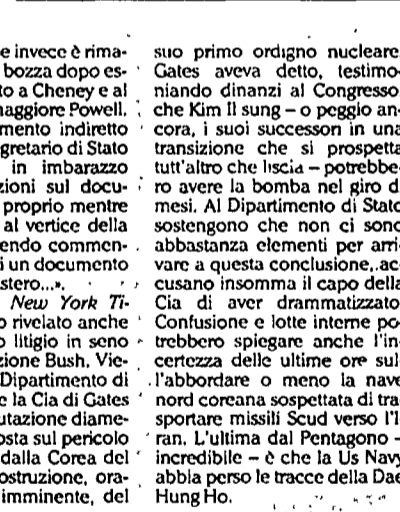 e invece è rima-
bozza dopo es-
to a Cheney e al
maggiore Powell.
mento indiretto
gretario di Stato
in imbarazzo
zioni sul docu-
proprio mentre
al vertice della
endo commen-
i un documento
stero...».
New York Ti-
o rivelato anche
o litigio in seno
zione Bush. Vic-
Dipartimento di
e la Cia di Gates
utazione diame-
osta sul pericolo
dalla Corea del
ostruzione, ora-
imminente, del
suo primo ordigno nucleare.
Gates aveva detto, testimo-
niando dinanzi al Congresso,
che Kim Il sung – o peggio an-
cora, i suoi successori in una
transizione che si prospetta
tutt'altro che liscia – potrebbe-
ro avere la bomba nel giro di
mesi. Al Dipartimento di Stato
sostengono che non ci sono
abbastanza elementi per arri-
vare a questa conclusione, ac-
cusano insomma il capo della
Cia di aver drammatizzato.
Confusione e lotte interne po-
trebbero spiegare anche l'in-
certezza delle ultime ore sul-
l'abbordare o meno la nave
nord coreana sospettata di tra-
sportare missili Scud verso l'I-
ran. L'ultima dal Pentagono –
incredibile – è che la Us Navy
abbia perso le tracce della Dae
Hung Ho.